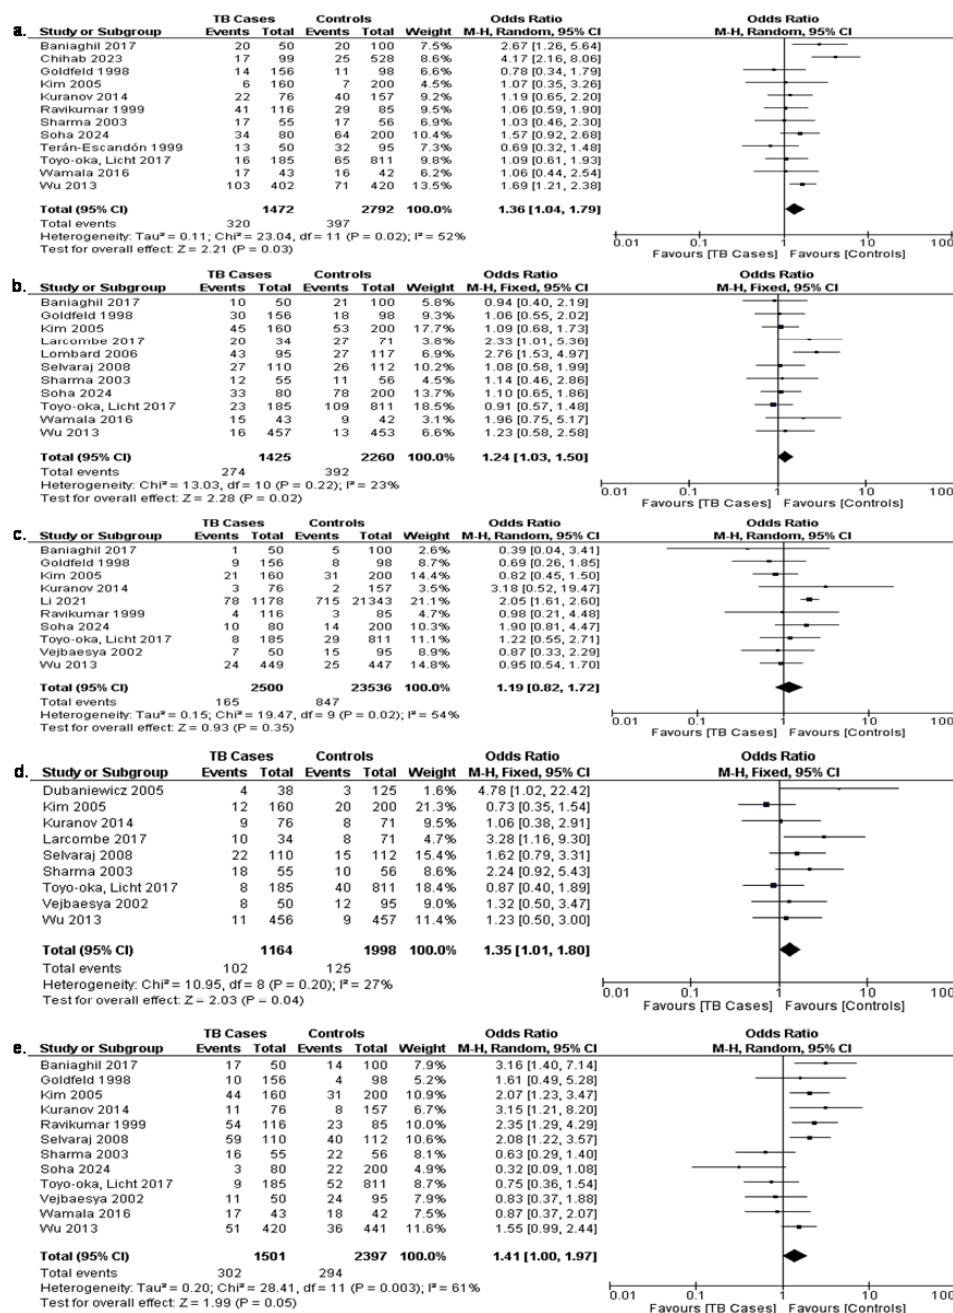 TB Cases Controls Odds Ratio Odds Ratio
a. Study or Subgroup Events Total Events Total Weight M-H, Random, 95% CI M-H, Random, 95% CI
Baniaghil 2017 20 50 20 100 7.5% 2.67 [1.26, 5.64]
Chihab 2023 17 99 25 528 8.6% 4.17 [2.16, 8.06]
Goldfeld 1998 14 156 11 98 6.6% 0.78 [0.34, 1.79]
Kim 2005 6 160 7 200 4.3% 1.07 [0.35, 3.26]
Kuranov 2014 22 76 40 157 9.2% 1.19 [0.65, 2.20]
Ravikumar 1999 41 116 29 85 9.4% 1.06 [0.59, 1.90]
Sharma 2003 17 55 17 56 6.9% 1.03 [0.46, 2.30]
Soha 2024 34 80 64 200 10.4% 1.57 [0.92, 2.68]
Terán-Escandón 1999 13 50 32 95 7.3% 0.69 [0.32, 1.48]
Toyo-oka, Licht 2017 16 185 65 811 9.8% 1.09 [0.61, 1.93]
Wamala 2016 17 43 16 42 6.3% 1.06 [0.44, 2.54]
Wu 2013 103 402 71 420 13.5% 1.69 [1.21, 2.38]
Total (95% CI) 1472 2792 100.0% 1.36 [1.04, 1.79]
Total events 320 397
Heterogeneity: Tau² = 0.11; Chi² = 23.04, df = 11 (P = 0.02); I² = 52%
Test for overall effect: Z = 2.21 (P = 0.03)
0.01 0.1 1 10 100
Favours [TB Cases] Favours [Controls]
TB Cases Controls Odds Ratio Odds Ratio
b. Study or Subgroup Events Total Events Total Weight M-H, Fixed, 95% CI M-H, Fixed, 95% CI
Baniaghil 2017 10 50 21 100 5.8% 0.94 [0.40, 2.19]
Goldfeld 1998 30 156 18 98 9.3% 1.06 [0.55, 2.02]
Kim 2005 45 160 53 200 17.7% 1.09 [0.68, 1.73]
Larcombe 2017 20 34 27 71 2.0% 2.33 [1.01, 5.36]
Lombard 2006 43 95 27 117 6.9% 2.76 [1.53, 4.97]
Selvaraj 2008 27 110 26 112 10.2% 1.08 [0.58, 1.99]
Sharma 2003 12 55 11 56 4.5% 1.14 [0.46, 2.86]
Soha 2024 33 80 78 200 13.7% 1.10 [0.65, 1.86]
Toyo-oka, Licht 2017 23 185 109 811 18.5% 0.91 [0.57, 1.48]
Wamala 2016 15 43 9 42 3.1% 1.96 [0.75, 5.17]
Wu 2013 16 457 13 453 6.6% 1.23 [0.58, 2.58]
Total (95% CI) 1425 2260 100.0% 1.24 [1.03, 1.50]
Total events 274 392
Heterogeneity: Chi² = 13.03, df = 10 (P = 0.22); I² = 23%
Test for overall effect: Z = 2.28 (P = 0.02)
0.01 0.1 1 10 100
Favours [TB Cases] Favours [Controls]
TB Cases Controls Odds Ratio Odds Ratio
c. Study or Subgroup Events Total Events Total Weight M-H, Random, 95% CI M-H, Random, 95% CI
Baniaghil 2017 1 50 5 100 2.6% 0.39 [0.04, 3.41]
Goldfeld 1998 9 156 8 98 8.7% 0.69 [0.26, 1.85]
Kim 2005 21 160 31 200 14.4% 0.82 [0.45, 1.50]
Kuranov 2014 3 76 2 157 3.5% 3.18 [0.52, 19.47]
Li 2021 78 1178 715 21343 21.1% 2.05 [1.61, 2.60]
Ravikumar 1999 4 116 3 85 4.9% 0.98 [0.21, 4.48]
Soha 2024 10 80 14 200 10.9% 1.90 [0.81, 4.47]
Toyo-oka, Licht 2017 8 185 29 811 11.1% 1.22 [0.55, 2.71]
Vejbaesya 2002 7 50 15 95 9.0% 0.87 [0.33, 2.29]
Wu 2013 24 449 25 447 14.8% 0.95 [0.54, 1.70]
Total (95% CI) 2500 23536 100.0% 1.19 [0.82, 1.72]
Total events 165 847
Heterogeneity: Tau² = 0.15; Chi² = 19.47, df = 9 (P = 0.02); I² = 54%
Test for overall effect: Z = 0.93 (P = 0.35)
0.01 0.1 1 10 100
Favours [TB Cases] Favours [Controls]
TB Cases Controls Odds Ratio Odds Ratio
d. Study or Subgroup Events Total Events Total Weight M-H, Fixed, 95% CI M-H, Fixed, 95% CI
Dubaniewicz 2005 4 38 3 125 1.6% 4.78 [1.02, 22.42]
Kim 2005 12 160 20 200 21.3% 0.73 [0.35, 1.54]
Kuranov 2014 9 76 8 71 9.5% 1.06 [0.38, 2.91]
Larcombe 2017 10 34 8 71 4.7% 3.28 [1.16, 9.30]
Selvaraj 2008 22 110 15 112 15.4% 1.62 [0.79, 3.31]
Sharma 2003 18 55 10 56 8.6% 2.24 [0.92, 5.43]
Toyo-oka, Licht 2017 8 185 40 811 18.4% 0.87 [0.40, 1.89]
Vejbaesya 2002 8 50 12 95 9.0% 1.32 [0.50, 3.47]
Wu 2013 11 456 9 457 11.4% 1.23 [0.50, 3.00]
Total (95% CI) 1164 1998 100.0% 1.35 [1.01, 1.80]
Total events 102 125
Heterogeneity: Chi² = 10.95, df = 8 (P = 0.20); I² = 27%
Test for overall effect: Z = 2.03 (P = 0.04)
0.01 0.1 1 10 100
Favours [TB Cases] Favours [Controls]
TB Cases Controls Odds Ratio Odds Ratio
e. Study or Subgroup Events Total Events Total Weight M-H, Random, 95% CI M-H, Random, 95% CI
Baniaghil 2017 17 50 14 100 7.9% 3.16 [1.40, 7.14]
Goldfeld 1998 10 156 4 98 5.2% 1.61 [0.49, 5.28]
Kim 2005 44 160 31 200 10.9% 2.07 [1.23, 3.47]
Kuranov 2014 11 76 8 157 6.7% 3.15 [1.21, 8.20]
Ravikumar 1999 54 116 23 85 10.0% 2.35 [1.29, 4.29]
Selvaraj 2008 59 110 40 112 10.6% 2.08 [1.22, 3.57]
Sharma 2003 16 55 22 56 8.1% 0.63 [0.29, 1.40]
Soha 2024 3 80 22 200 4.9% 0.32 [0.09, 1.08]
Toyo-oka, Licht 2017 9 185 52 811 8.8% 0.75 [0.36, 1.54]
Vejbaesya 2002 11 50 24 95 7.9% 0.83 [0.37, 1.88]
Wamala 2016 17 43 18 42 7.4% 0.87 [0.37, 2.07]
Wu 2013 51 420 36 441 11.6% 1.55 [0.99, 2.44]
Total (95% CI) 1501 2397 100.0% 1.41 [1.00, 1.97]
Total events 302 294
Heterogeneity: Tau² = 0.20; Chi² = 28.41, df = 11 (P = 0.003); I² = 61%
Test for overall effect: Z = 1.99 (P = 0.05)
0.01 0.1 1 10 100
Favours [TB Cases] Favours [Controls]